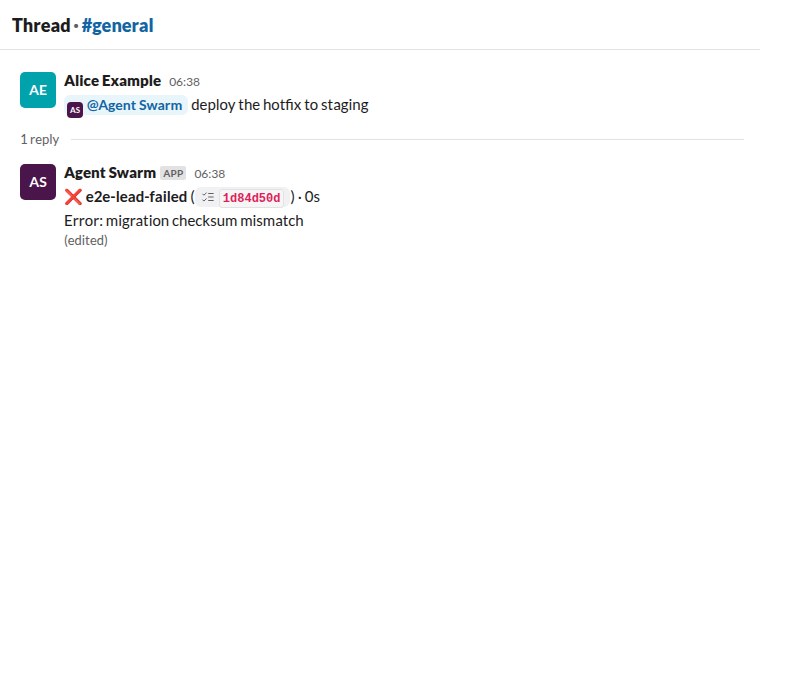 Thread • #general
AE
Alice Example 06:38
AS @Agent Swarm deploy the hotfix to staging
1 reply
AS
Agent Swarm APP 06:38
❌ e2e-lead-failed ( 1d84d50d ) · 0s
Error: migration checksum mismatch
(edited)